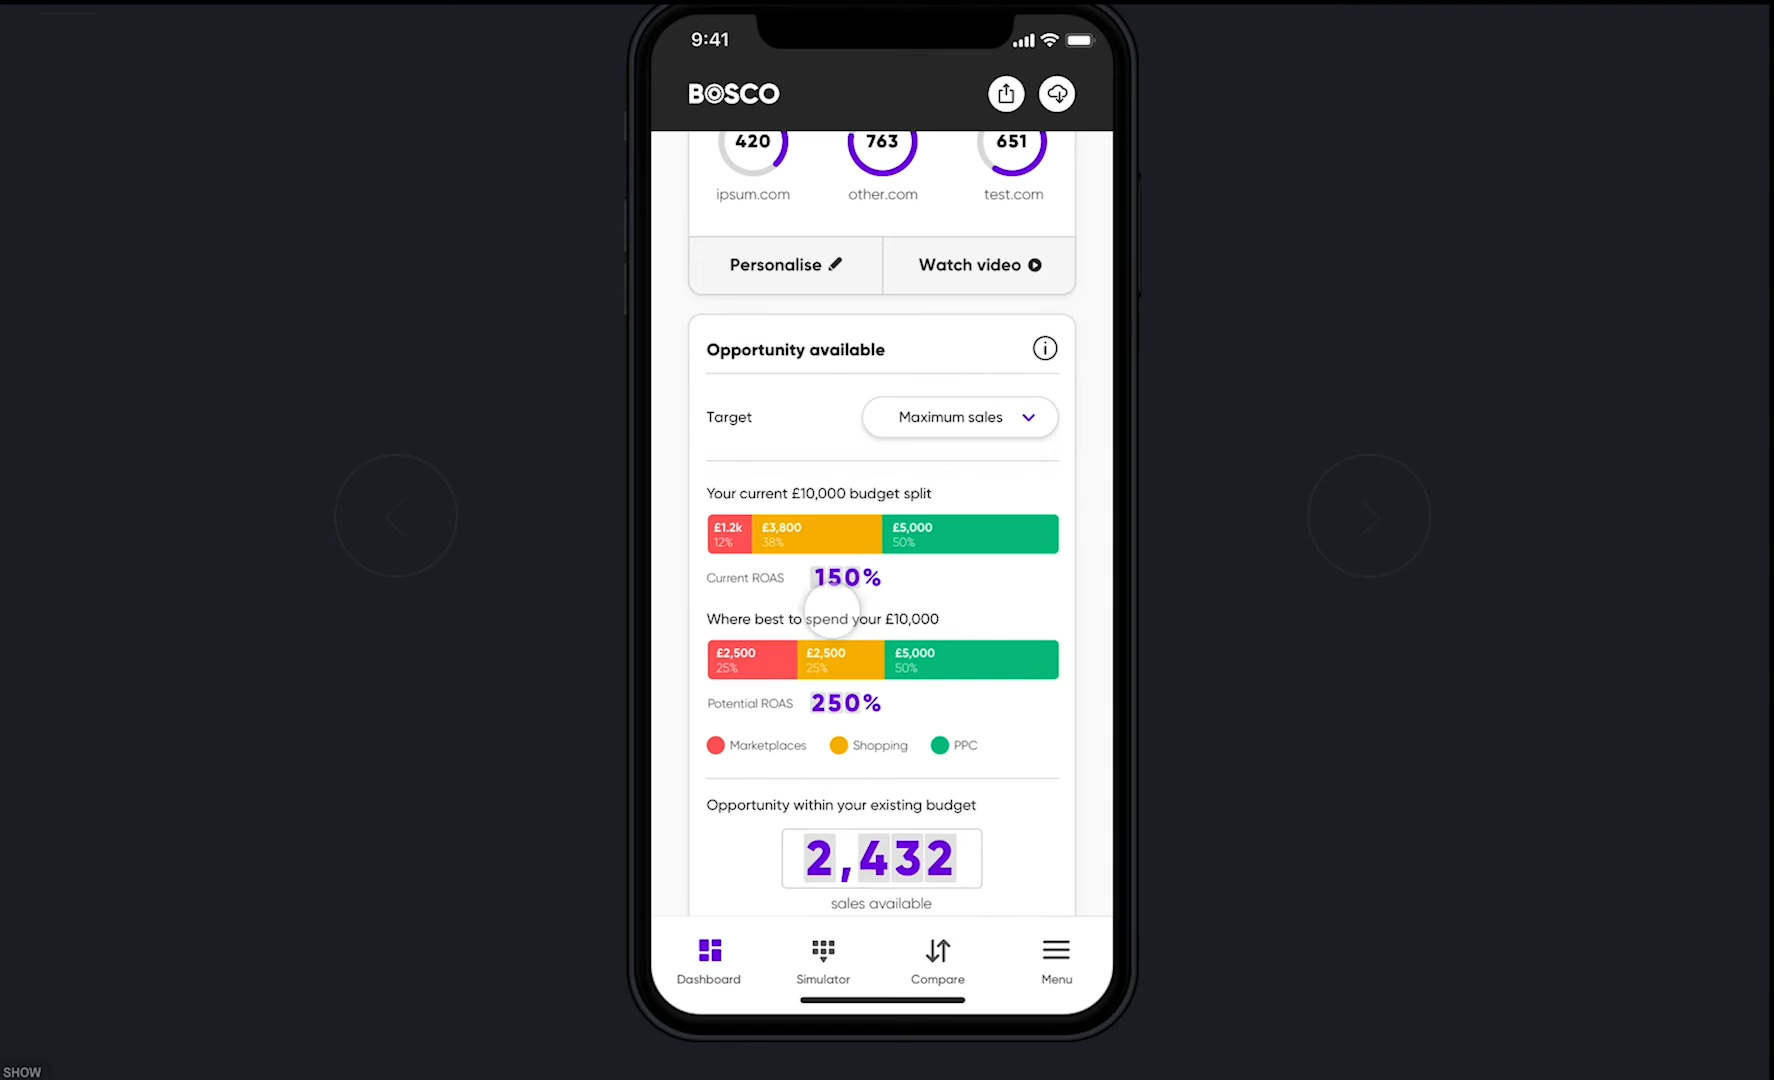 9:41
BOSCO
420 763 651
ipsum.com other.com test.com
Personalise Watch video
Opportunity available
Target Maximum sales
Your current £10,000 budget split
£1.2k £3,800 £5,000
12% 38% 50%
Current ROAS 150%
Where best to spend your £10,000
£2,500 £2,500 £5,000
25% 25% 50%
Potential ROAS 250%
Marketplaces Shopping PPC
Opportunity within your existing budget
2,432
sales available
Dashboard Simulator Compare Menu
SHOW